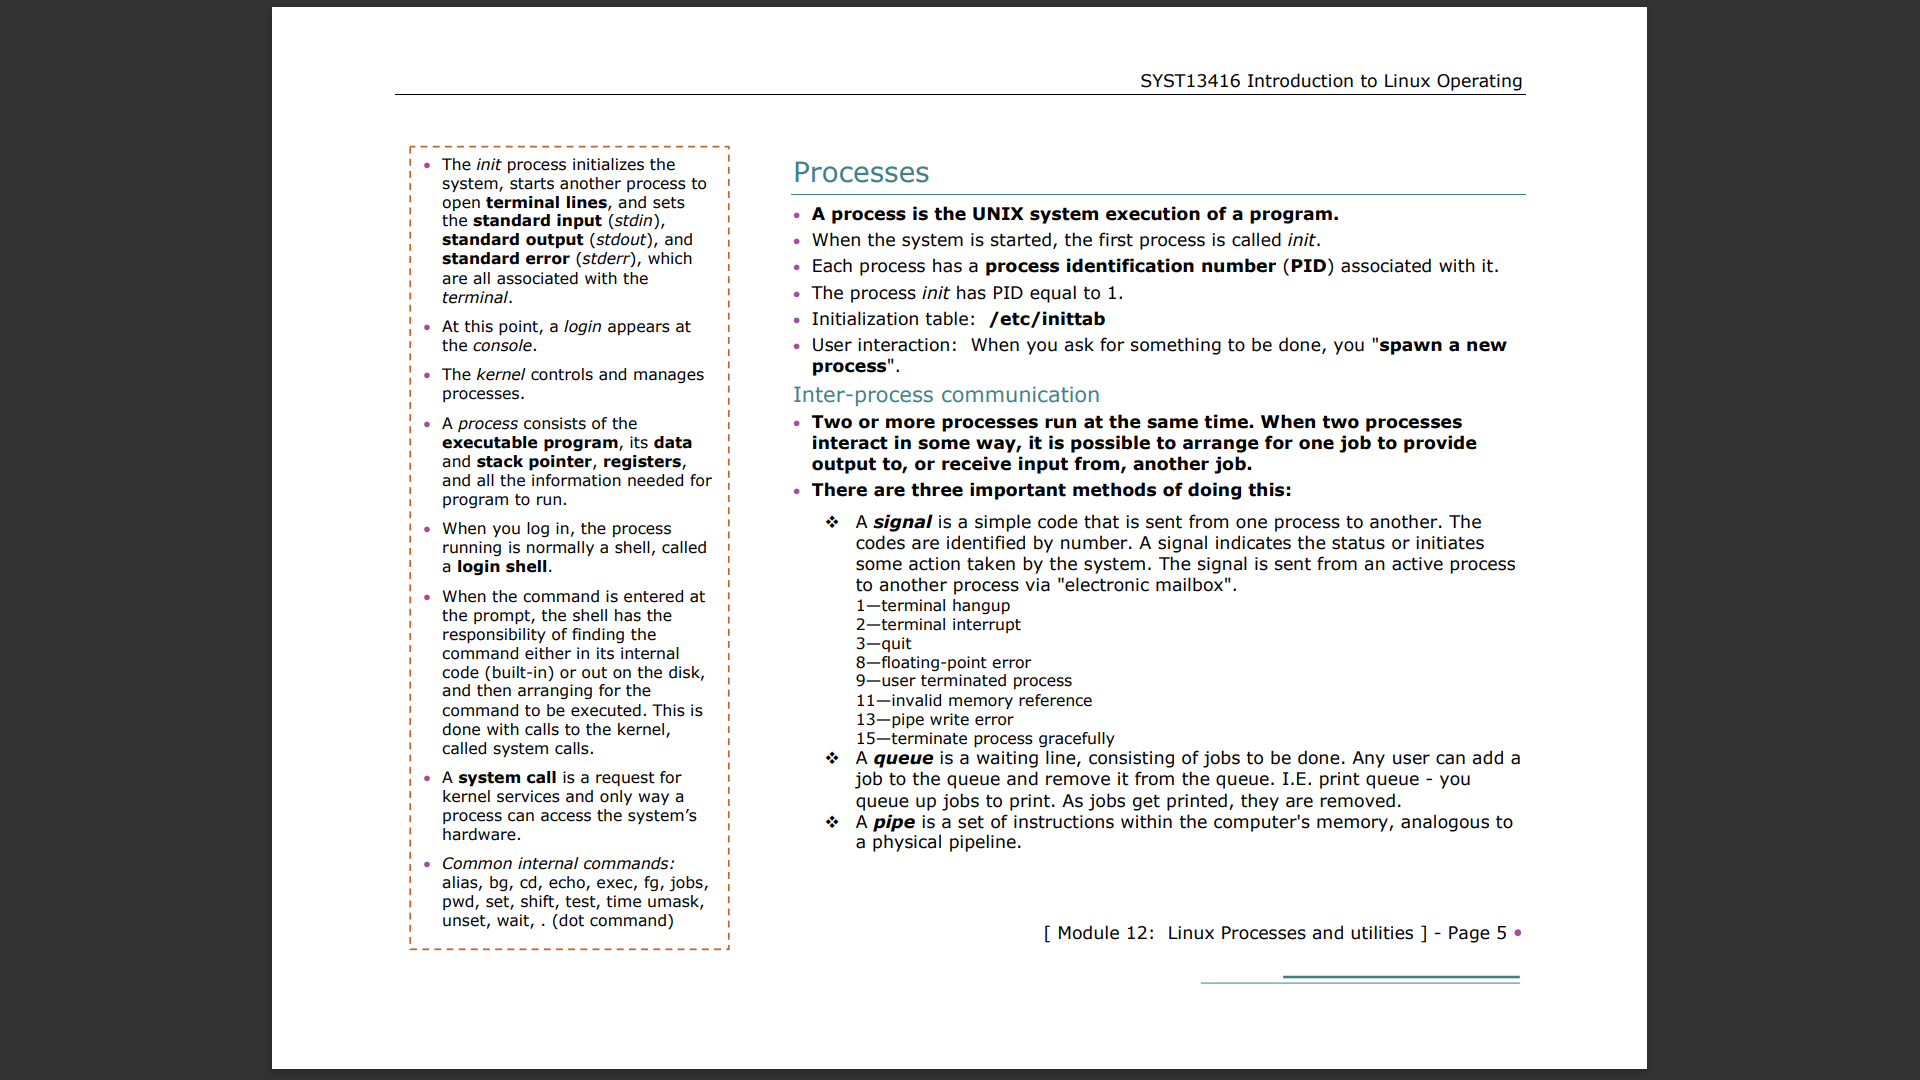 SYST13416 Introduction to Linux Operating
• The init process initializes the
system, starts another process to
open terminal lines, and sets
the standard input (stdin),
standard output (stdout), and
standard error (stderr), which
are all associated with the
terminal.
• At this point, a login appears at
the console.
• The kernel controls and manages
processes.
• A process consists of the
executable program, its data
and stack pointer, registers,
and all the information needed for
program to run.
• When you log in, the process
running is normally a shell, called
a login shell.
• When the command is entered at
the prompt, the shell has the
responsibility of finding the
command either in its internal
code (built-in) or out on the disk,
and then arranging for the
command to be executed. This is
done with calls to the kernel,
called system calls.
• A system call is a request for
kernel services and only way a
process can access the system’s
hardware.
• Common internal commands:
alias, bg, cd, echo, exec, fg, jobs,
pwd, set, shift, test, time umask,
unset, wait, . (dot command)
Processes
• A process is the UNIX system execution of a program.
• When the system is started, the first process is called init.
• Each process has a process identification number (PID) associated with it.
• The process init has PID equal to 1.
• Initialization table:  /etc/inittab
• User interaction:  When you ask for something to be done, you "spawn a new
process".
Inter-process communication
• Two or more processes run at the same time. When two processes
interact in some way, it is possible to arrange for one job to provide
output to, or receive input from, another job.
• There are three important methods of doing this:
❖ A signal is a simple code that is sent from one process to another. The
codes are identified by number. A signal indicates the status or initiates
some action taken by the system. The signal is sent from an active process
to another process via "electronic mailbox".
1—terminal hangup
2—terminal interrupt
3—quit
8—floating-point error
9—user terminated process
11—invalid memory reference
13—pipe write error
15—terminate process gracefully
❖ A queue is a waiting line, consisting of jobs to be done. Any user can add a
job to the queue and remove it from the queue. I.E. print queue - you
queue up jobs to print. As jobs get printed, they are removed.
❖ A pipe is a set of instructions within the computer's memory, analogous to
a physical pipeline.
[ Module 12:  Linux Processes and utilities ] - Page 5 •